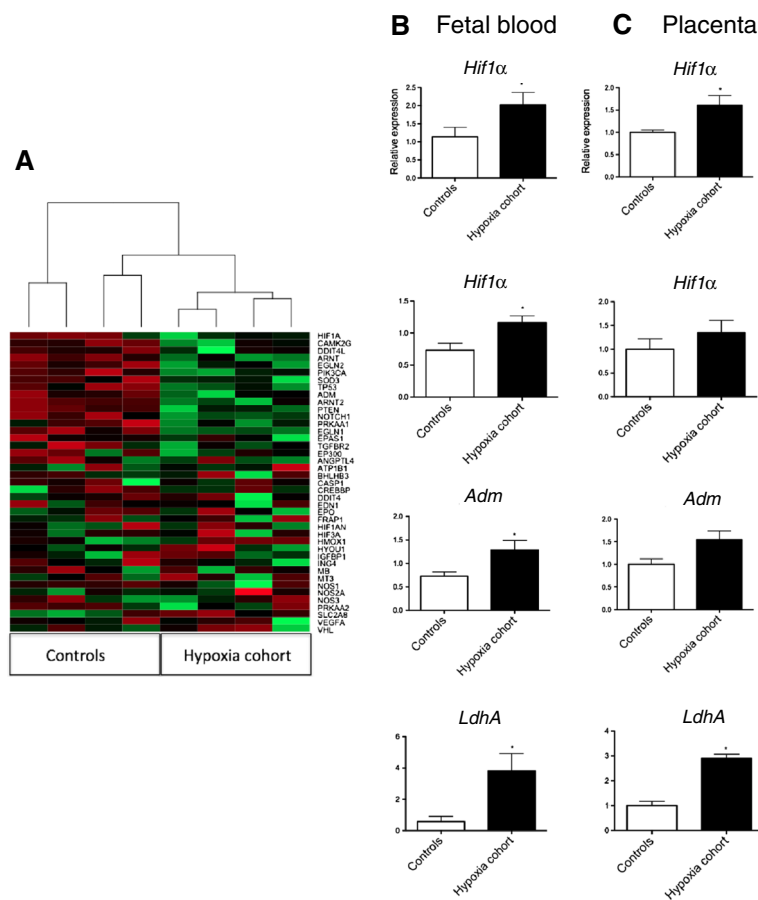 A
HIF1A
CAMK2G
DDIT4L
ARNT
EGLN2
PIK3CA
SOD3
TP53
ADM
ARNT2
PTEN
NOTCH1
PRKAA1
EGLN1
EPAS1
TGFBR2
EP300
ANGPTL4
ATP1B1
BHLHB3
CASP1
CREBBP
DDIT4
EDN1
EPO
FRAP1
HIF1AN
HIF3A
HMOX1
HYOU1
IGFBP1
ING4
MB
MT3
NOS1
NOS2A
NOS3
PRKAA2
SLC2A8
VEGFA
VHL
Controls Hypoxia cohort
B Fetal blood
Hif1α
Relative expression
2.5
2.0
1.5
1.0
0.5
0.0
*
Controls
Hypoxia cohort
Hif1α
1.5
1.0
0.5
0.0
*
Controls
Hypoxia cohort
Adm
2.0
1.5
1.0
0.5
0.0
*
Controls
Hypoxia cohort
LdhA
6
4
2
0
*
Controls
Hypoxia cohort
C Placenta
Hif1α
Relative expression
2.0
1.5
1.0
0.5
0.0
*
Controls
Hypoxia cohort
Hif1α
2.0
1.5
1.0
0.5
0.0
Controls
Hypoxia cohort
Adm
2.0
1.5
1.0
0.5
0.0
Controls
Hypoxia cohort
LdhA
4
3
2
1
0
*
Controls
Hypoxia cohort